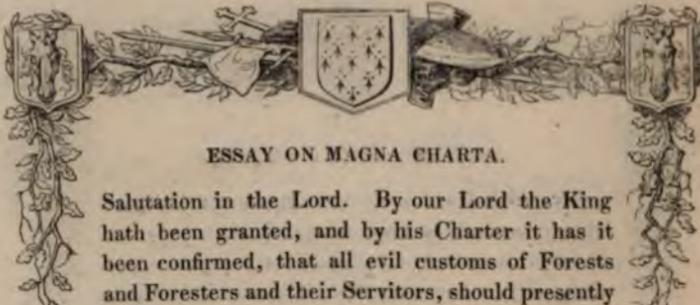 ESSAY ON MAGNA CHARTA.
Salutation in the Lord. By our Lord the King
hath been granted, and by his Charter it has it
been confirmed, that all evil customs of Forests
and Foresters and their Servitors, should presently